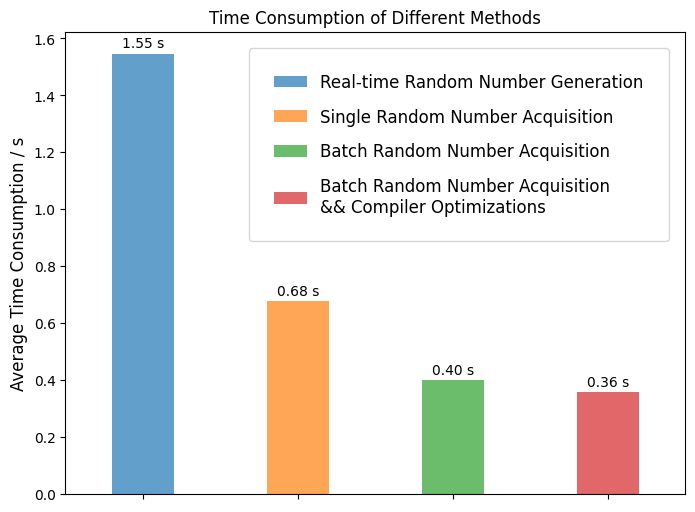 Time Consumption of Different Methods
1.55 s
Real-time Random Number Generation
Single Random Number Acquisition
Batch Random Number Acquisition
Batch Random Number Acquisition
&& Compiler Optimizations
0.68 s
0.40 s
0.36 s
Average Time Consumption / s
1.6
1.4
1.2
1.0
0.8
0.6
0.4
0.2
0.0